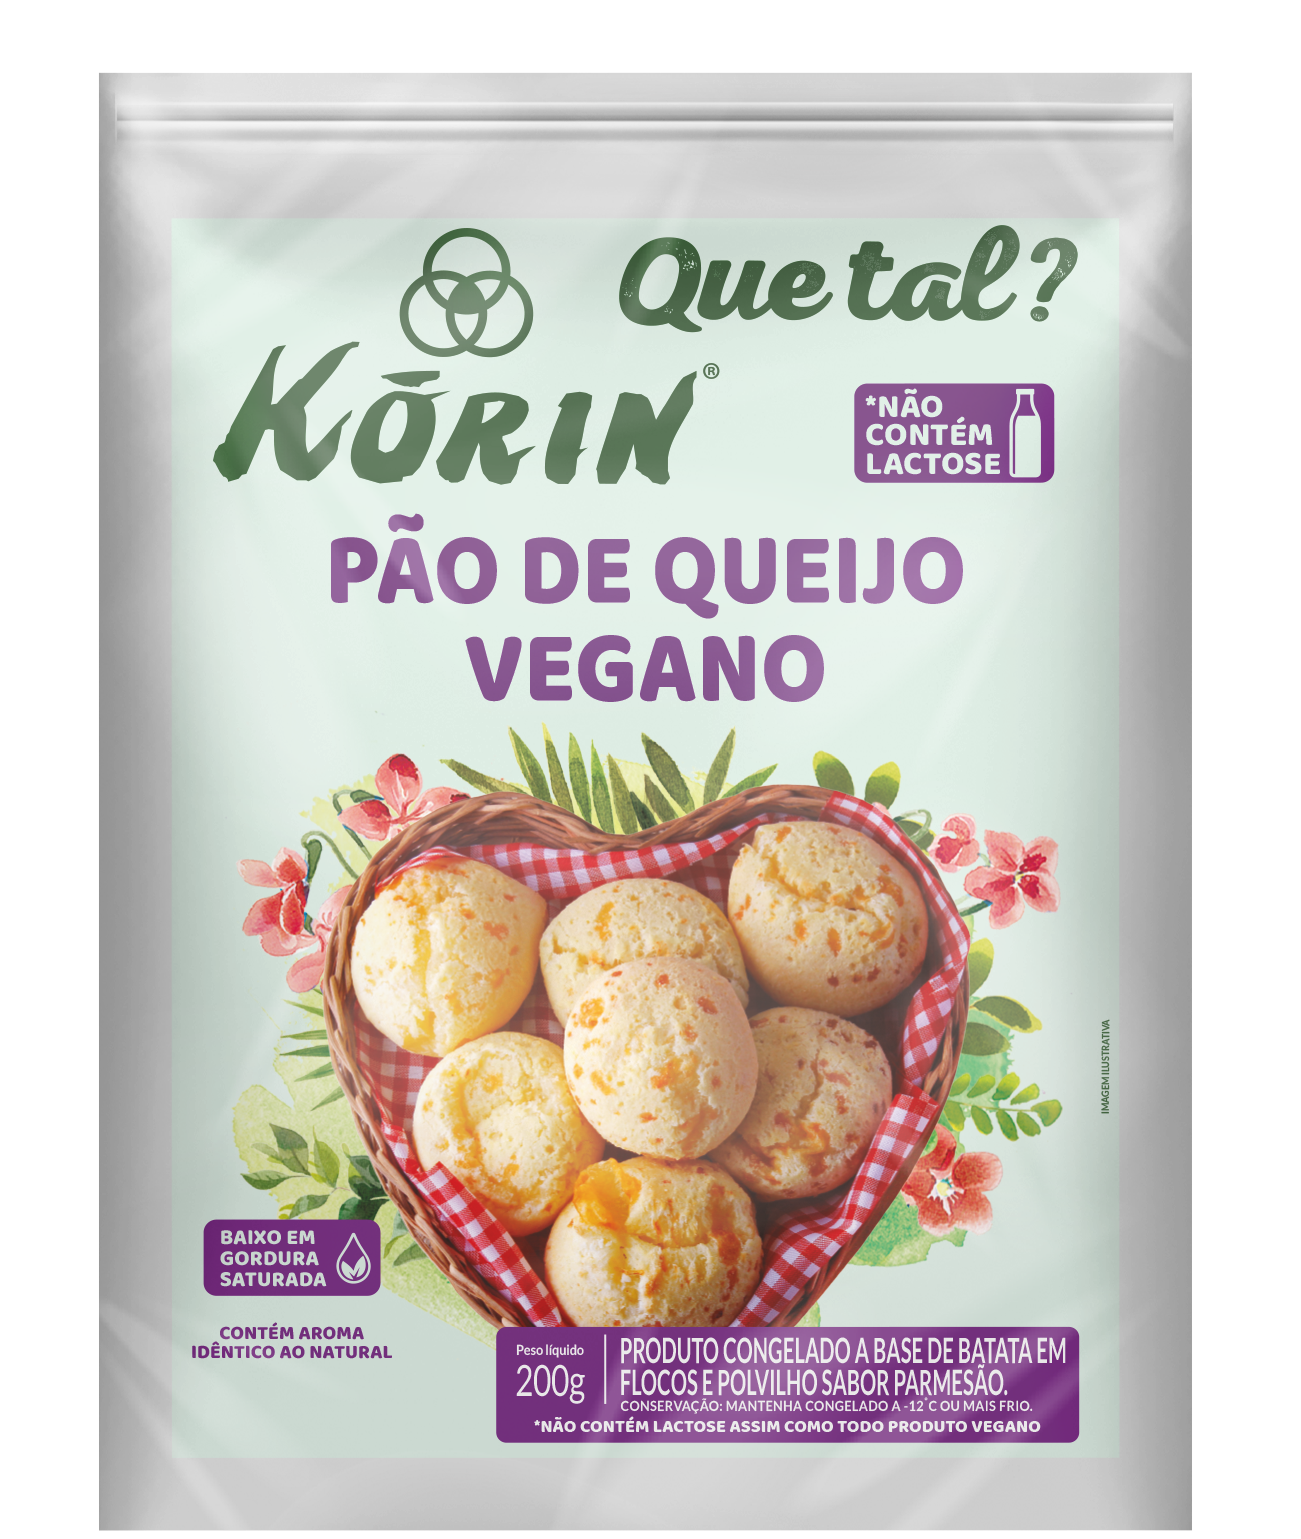 Que tal?
KŌRIN®
*NÃO
CONTÉM
LACTOSE
PÃO DE QUEIJO
VEGANO
IMAGEM ILUSTRATIVA
BAIXO EM
GORDURA
SATURADA
CONTÉM AROMA
IDÊNTICO AO NATURAL
Peso líquido
200g
PRODUTO CONGELADO A BASE DE BATATA EM
FLOCOS E POLVILHO SABOR PARMESÃO.
CONSERVAÇÃO: MANTENHA CONGELADO A -12°C OU MAIS FRIO.
*NÃO CONTÉM LACTOSE ASSIM COMO TODO PRODUTO VEGANO